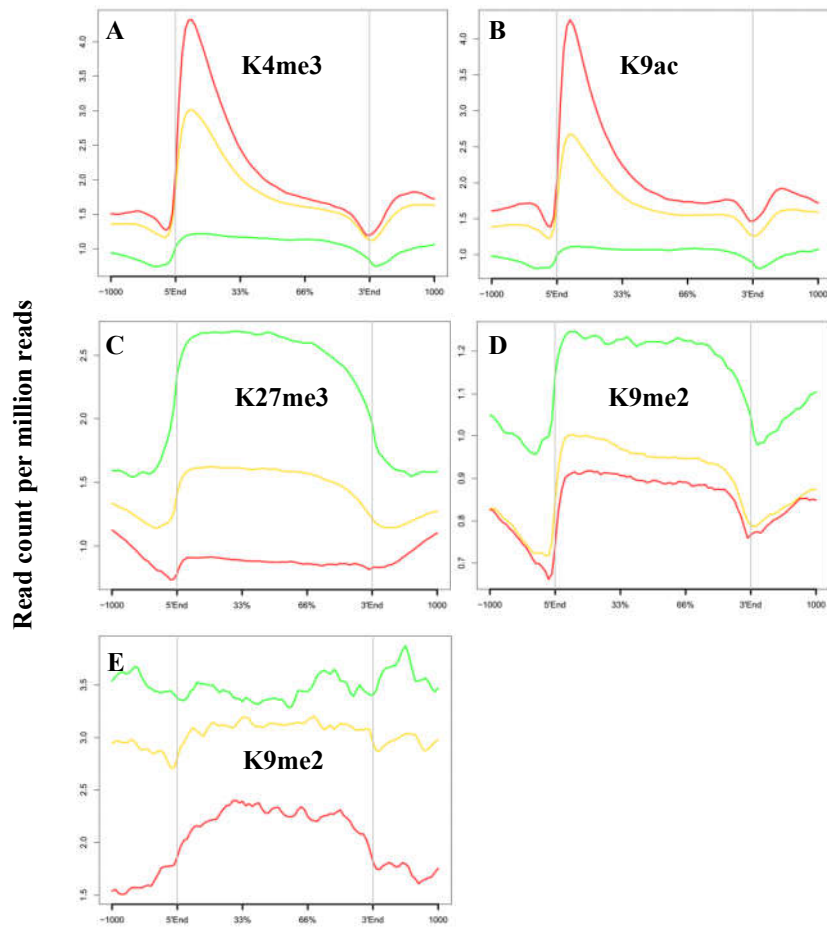 Read count per million reads
A
K4me3
4.0
3.5
3.0
2.5
2.0
1.5
1.0
−1000 5'End 33% 66% 3'End 1000
B
K9ac
4.0
3.5
3.0
2.5
2.0
1.5
1.0
−1000 5'End 33% 66% 3'End 1000
C
K27me3
2.5
2.0
1.5
1.0
−1000 5'End 33% 66% 3'End 1000
D
K9me2
1.2
1.1
1.0
0.9
0.8
0.7
−1000 5'End 33% 66% 3'End 1000
E
K9me2
3.5
3.0
2.5
2.0
1.5
−1000 5'End 33% 66% 3'End 1000